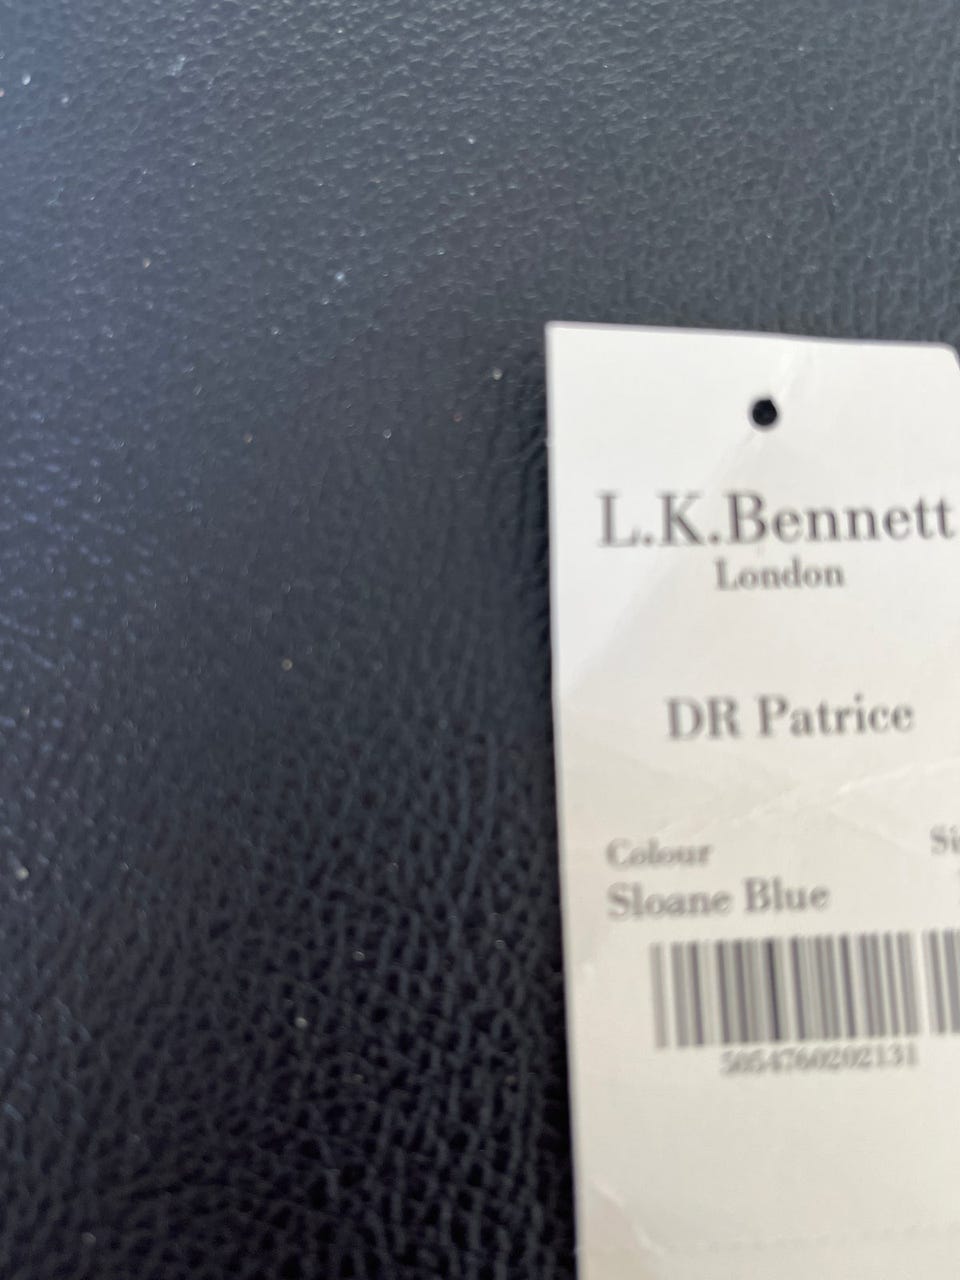 L.K.Bennett
London
DR Patrice
Colour
Sloane Blue
5054760202131